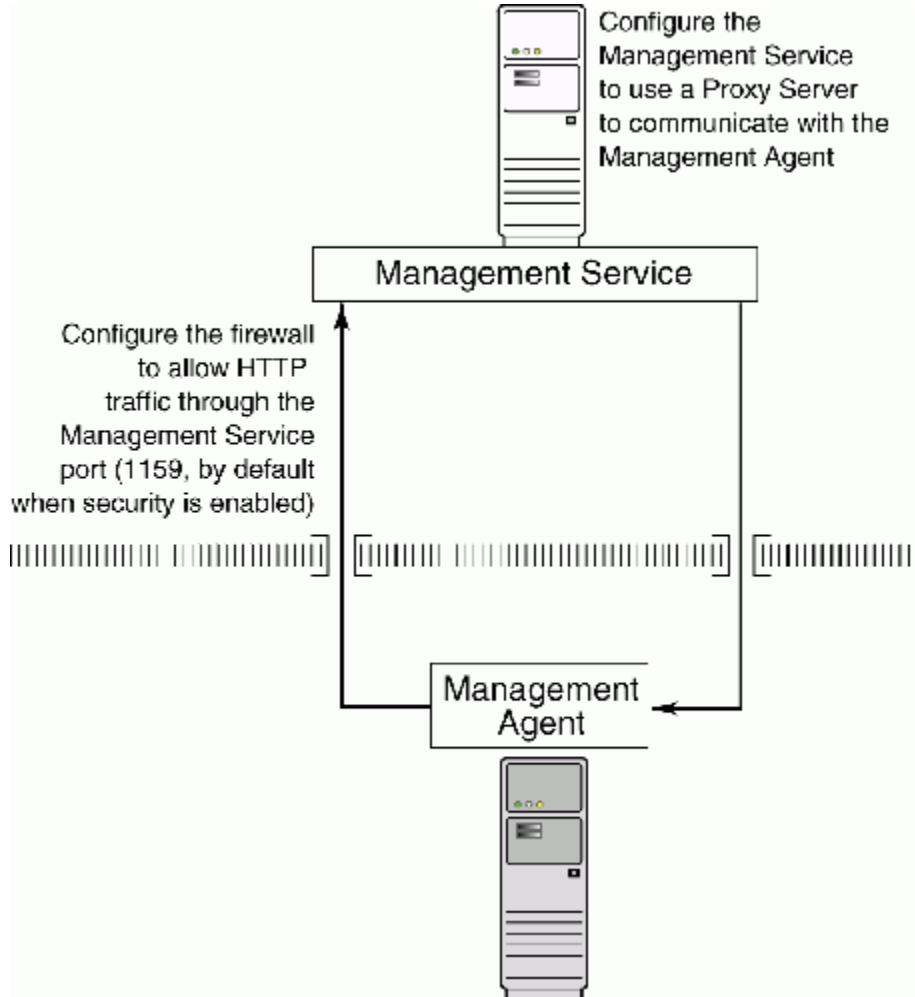 Configure the
Management Service
to use a Proxy Server
to communicate with the
Management Agent
Management Service
Configure the firewall
to allow HTTP
traffic through the
Management Service
port (1159, by default
when security is enabled)
Management
Agent